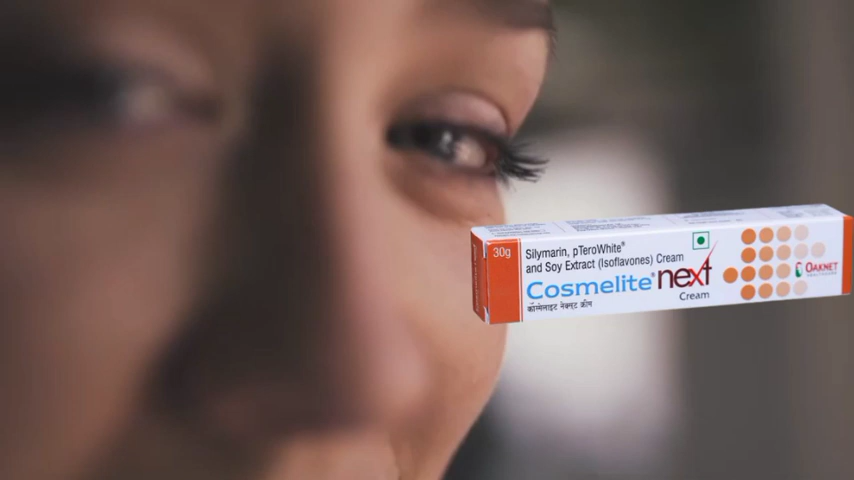 30g
Silymarin, pTeroWhite®
and Soy Extract (Isoflavones) Cream
Cosmelite® next
Cream
कॉस्मेलाइट नेक्स्ट क्रीम
OAKNET